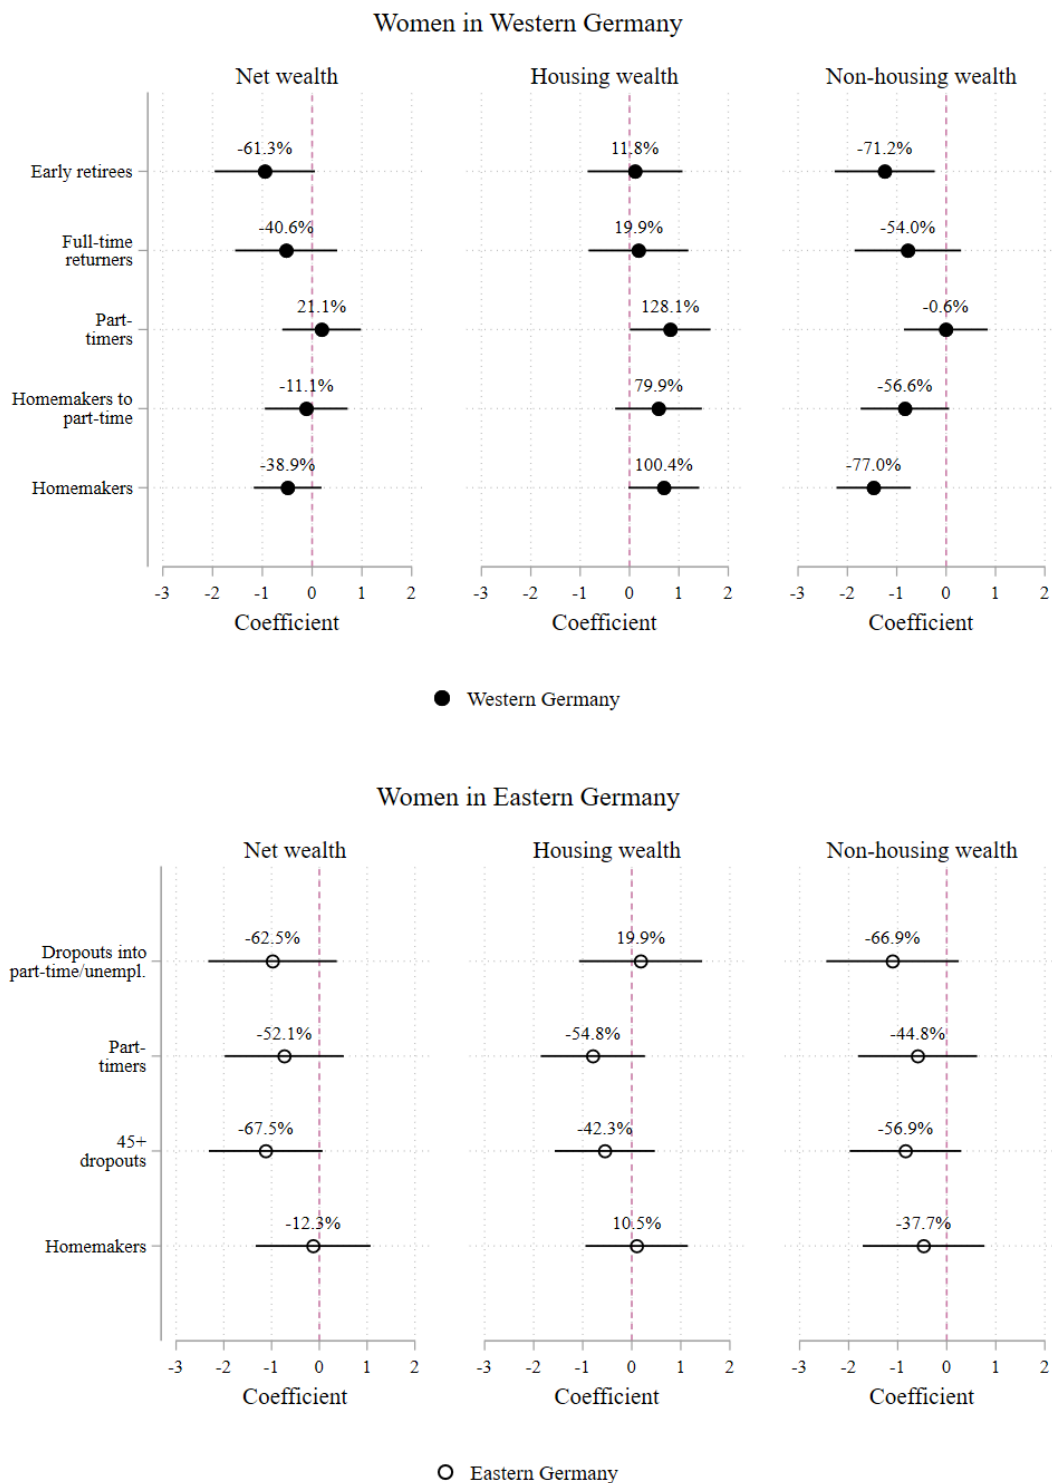 Women in Western Germany
Net wealth
Housing wealth
Non-housing wealth
Early retirees
-61.3%
11.8%
-71.2%
Full-time
returners
-40.6%
19.9%
-54.0%
Part-
timers
21.1%
128.1%
-0.6%
Homemakers to
part-time
-11.1%
79.9%
-56.6%
Homemakers
-38.9%
100.4%
-77.0%
-3 -2 -1 0 1 2
-3 -2 -1 0 1 2
-3 -2 -1 0 1 2
Coefficient
Coefficient
Coefficient
Western Germany
Women in Eastern Germany
Net wealth
Housing wealth
Non-housing wealth
Dropouts into
part-time/unempl.
-62.5%
19.9%
-66.9%
Part-
timers
-52.1%
-54.8%
-44.8%
45+
dropouts
-67.5%
-42.3%
-56.9%
Homemakers
-12.3%
10.5%
-37.7%
-3 -2 -1 0 1 2
-3 -2 -1 0 1 2
-3 -2 -1 0 1 2
Coefficient
Coefficient
Coefficient
Eastern Germany